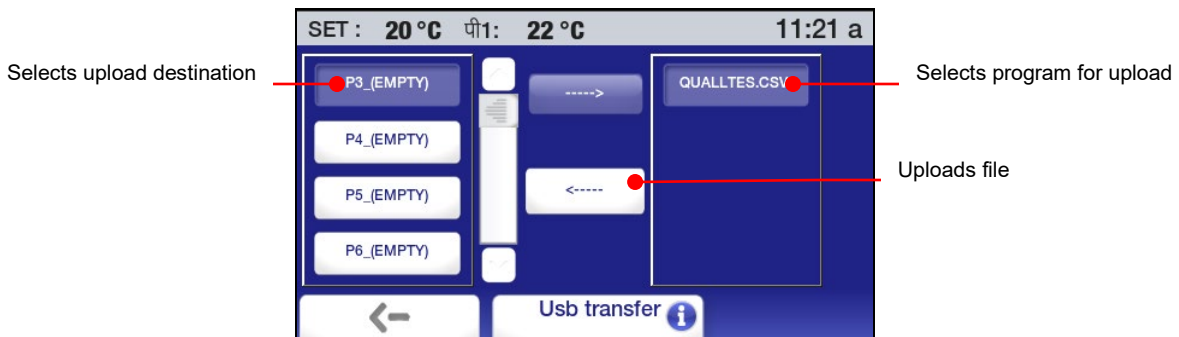 SET : 20 °C पी1: 22 °C 11:21 a
Selects upload destination
P3_(EMPTY)
----->
QUALLTES.CSV
Selects program for upload
P4_(EMPTY)
Uploads file
P5_(EMPTY)
<-----
P6_(EMPTY)
Usb transfer